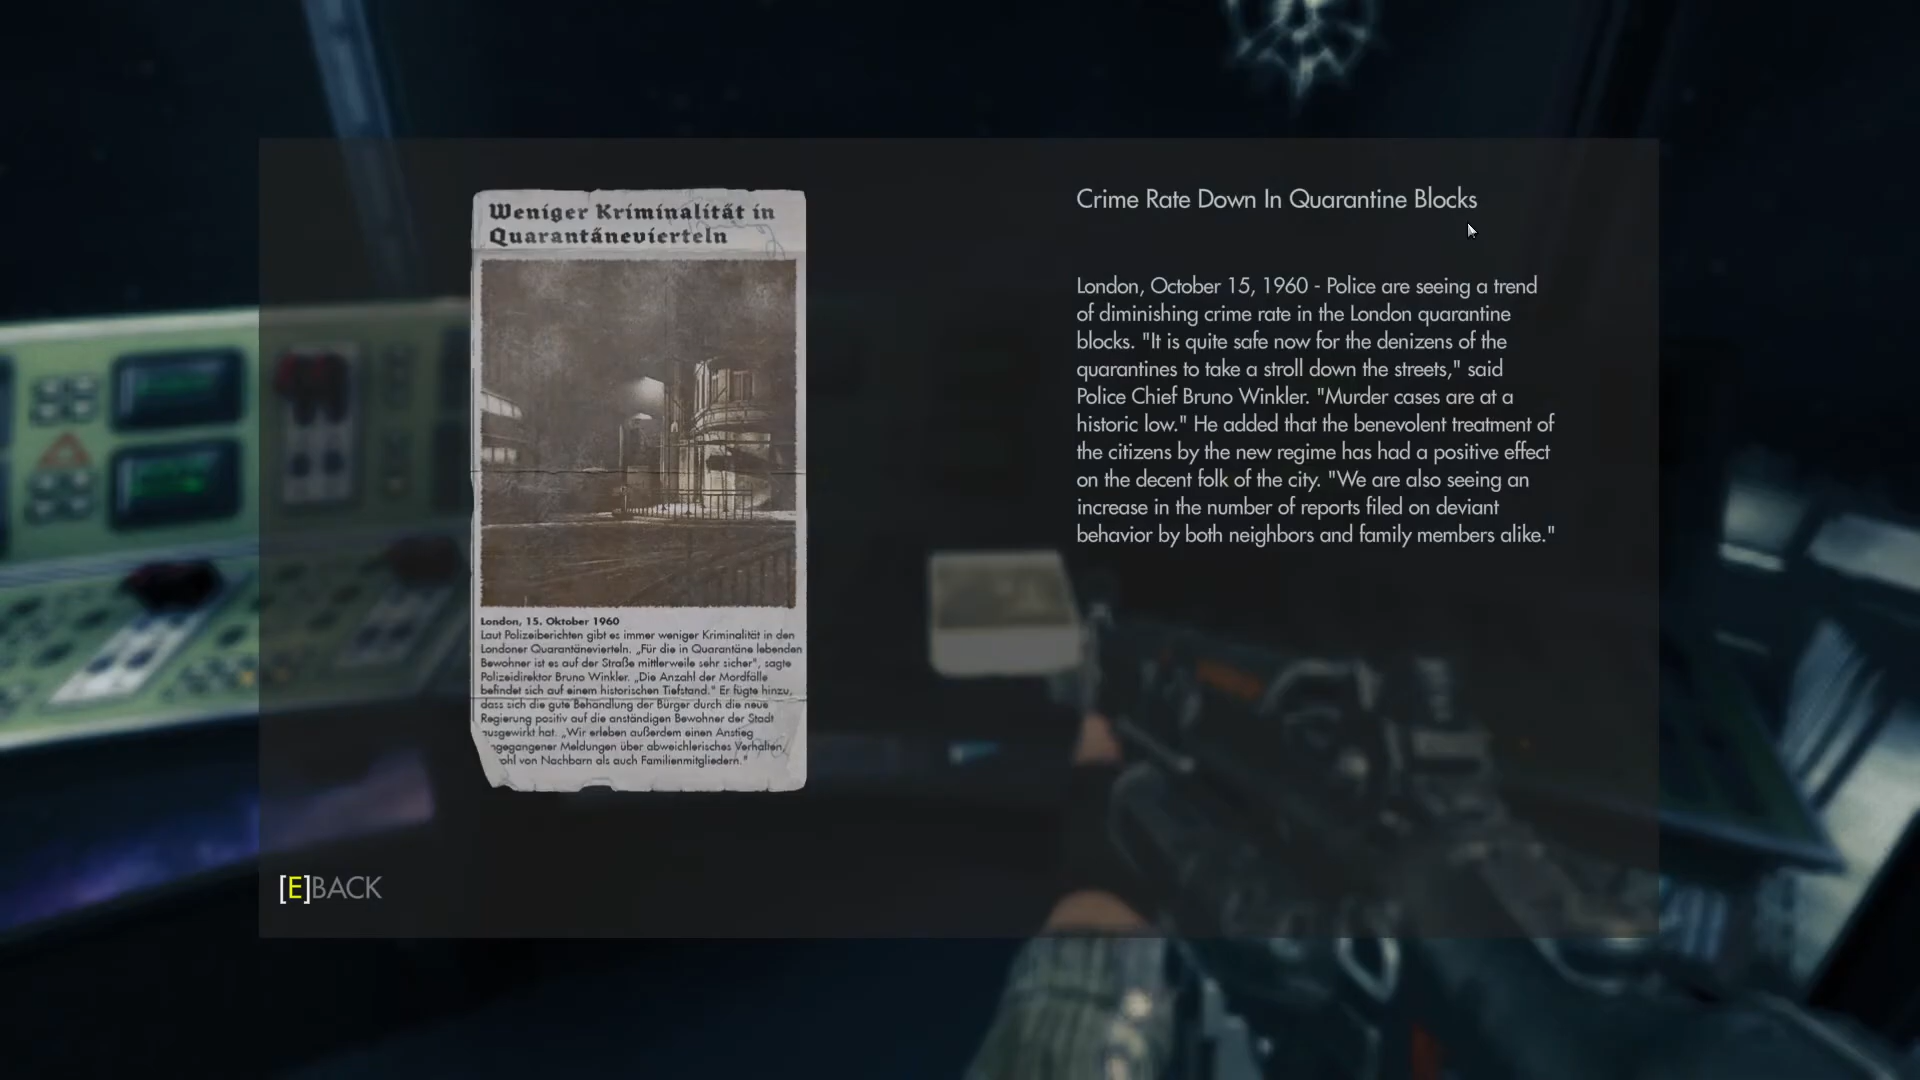 Weniger Kriminalität in
Quarantänevierteln
London, 15. Oktober 1960
Laut Polizeiberichten gibt es immer weniger Kriminalität in den
Londoner Quarantänevierteln. „Für die in Quarantäne lebenden
Bewohner ist es auf der Straße mittlerweile sehr sicher", sagte
Polizeidirektor Bruno Winkler. „Die Anzahl der Mordfälle
befindet sich auf einem historischen Tiefstand." Er fügte hinzu,
dass sich die gute Behandlung der Bürger durch die neue
Regierung positiv auf die anständigen Bewohner der Stadt
ausgewirkt hat. „Wir erleben außerdem einen Anstieg
ngegangener Meldungen über abweichlerisches Verhalten,
ohl von Nachbarn als auch Familienmitgliedern."
Crime Rate Down In Quarantine Blocks
London, October 15, 1960 - Police are seeing a trend
of diminishing crime rate in the London quarantine
blocks. "It is quite safe now for the denizens of the
quarantines to take a stroll down the streets," said
Police Chief Bruno Winkler. "Murder cases are at a
historic low." He added that the benevolent treatment of
the citizens by the new regime has had a positive effect
on the decent folk of the city. "We are also seeing an
increase in the number of reports filed on deviant
behavior by both neighbors and family members alike."
[E]BACK